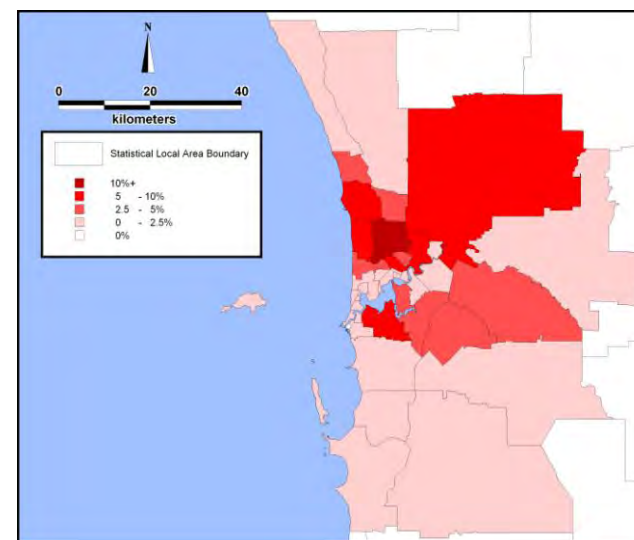 N
0 20 40
kilometers
Statistical Local Area Boundary
10%+
5 - 10%
2.5 - 5%
0 - 2.5%
0%